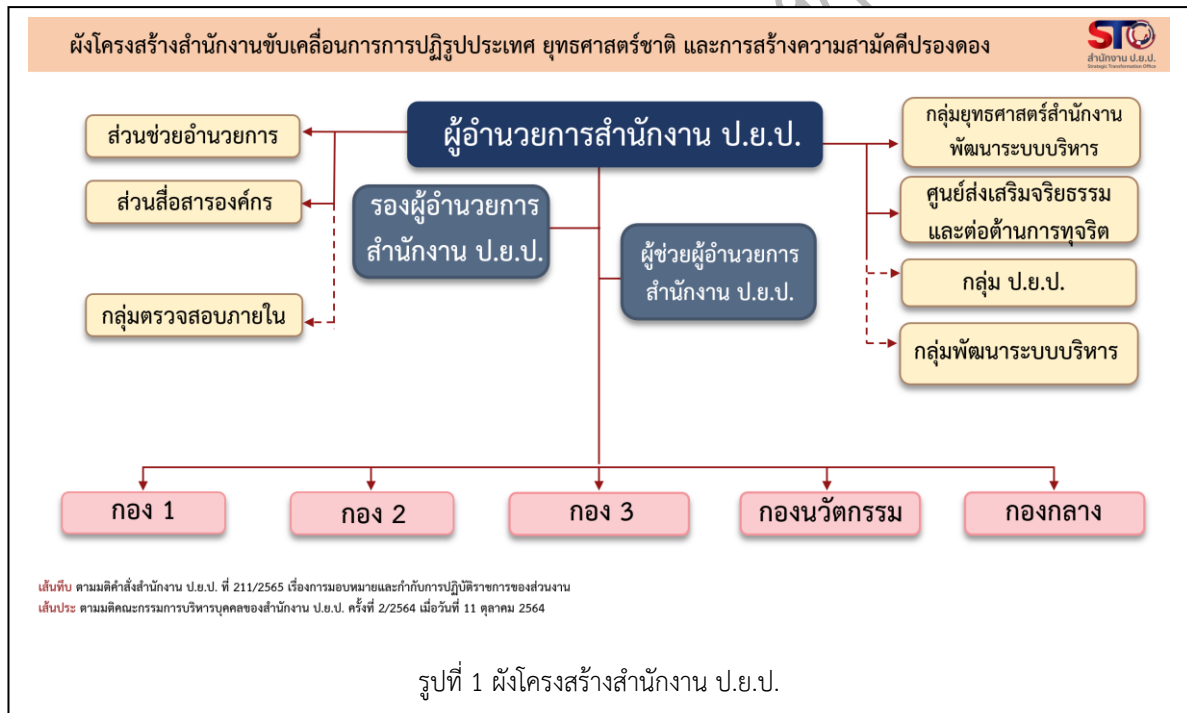 ผังโครงสร้างสำนักงานขับเคลื่อนการการปฏิรูปประเทศ ยุทธศาสตร์ชาติ และการสร้างความสามัคคีปรองดอง
STO
สำนักงาน ป.ย.ป.
Strategic Transformation Office
ผู้อำนวยการสำนักงาน ป.ย.ป.
ส่วนช่วยอำนวยการ
ส่วนสื่อสารองค์กร
กลุ่มตรวจสอบภายใน
รองผู้อำนวยการ
สำนักงาน ป.ย.ป.
ผู้ช่วยผู้อำนวยการ
สำนักงาน ป.ย.ป.
กลุ่มยุทธศาสตร์สำนักงาน
พัฒนาระบบบริหาร
ศูนย์ส่งเสริมจริยธรรม
และต่อต้านการทุจริต
กลุ่ม ป.ย.ป.
กลุ่มพัฒนาระบบบริหาร
กอง 1
กอง 2
กอง 3
กองนวัตกรรม
กองกลาง
เส้นทึบ ตามมติคำสั่งสำนักงาน ป.ย.ป. ที่ 211/2565 เรื่องการมอบหมายและกำกับการปฏิบัติราชการของส่วนงาน
เส้นประ ตามมติคณะกรรมการบริหารบุคคลของสำนักงาน ป.ย.ป. ครั้งที่ 2/2564 เมื่อวันที่ 11 ตุลาคม 2564
รูปที่ 1 ผังโครงสร้างสำนักงาน ป.ย.ป.